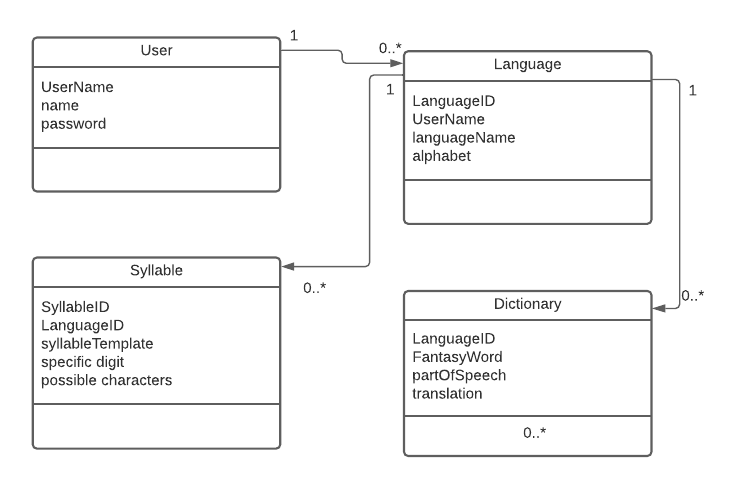 User
UserName
name
password
1
0..*
Language
LanguageID
UserName
languageName
alphabet
1
1
Syllable
SyllableID
LanguageID
syllableTemplate
specific digit
possible characters
0..*
0..*
Dictionary
LanguageID
FantasyWord
partOfSpeech
translation
0..*